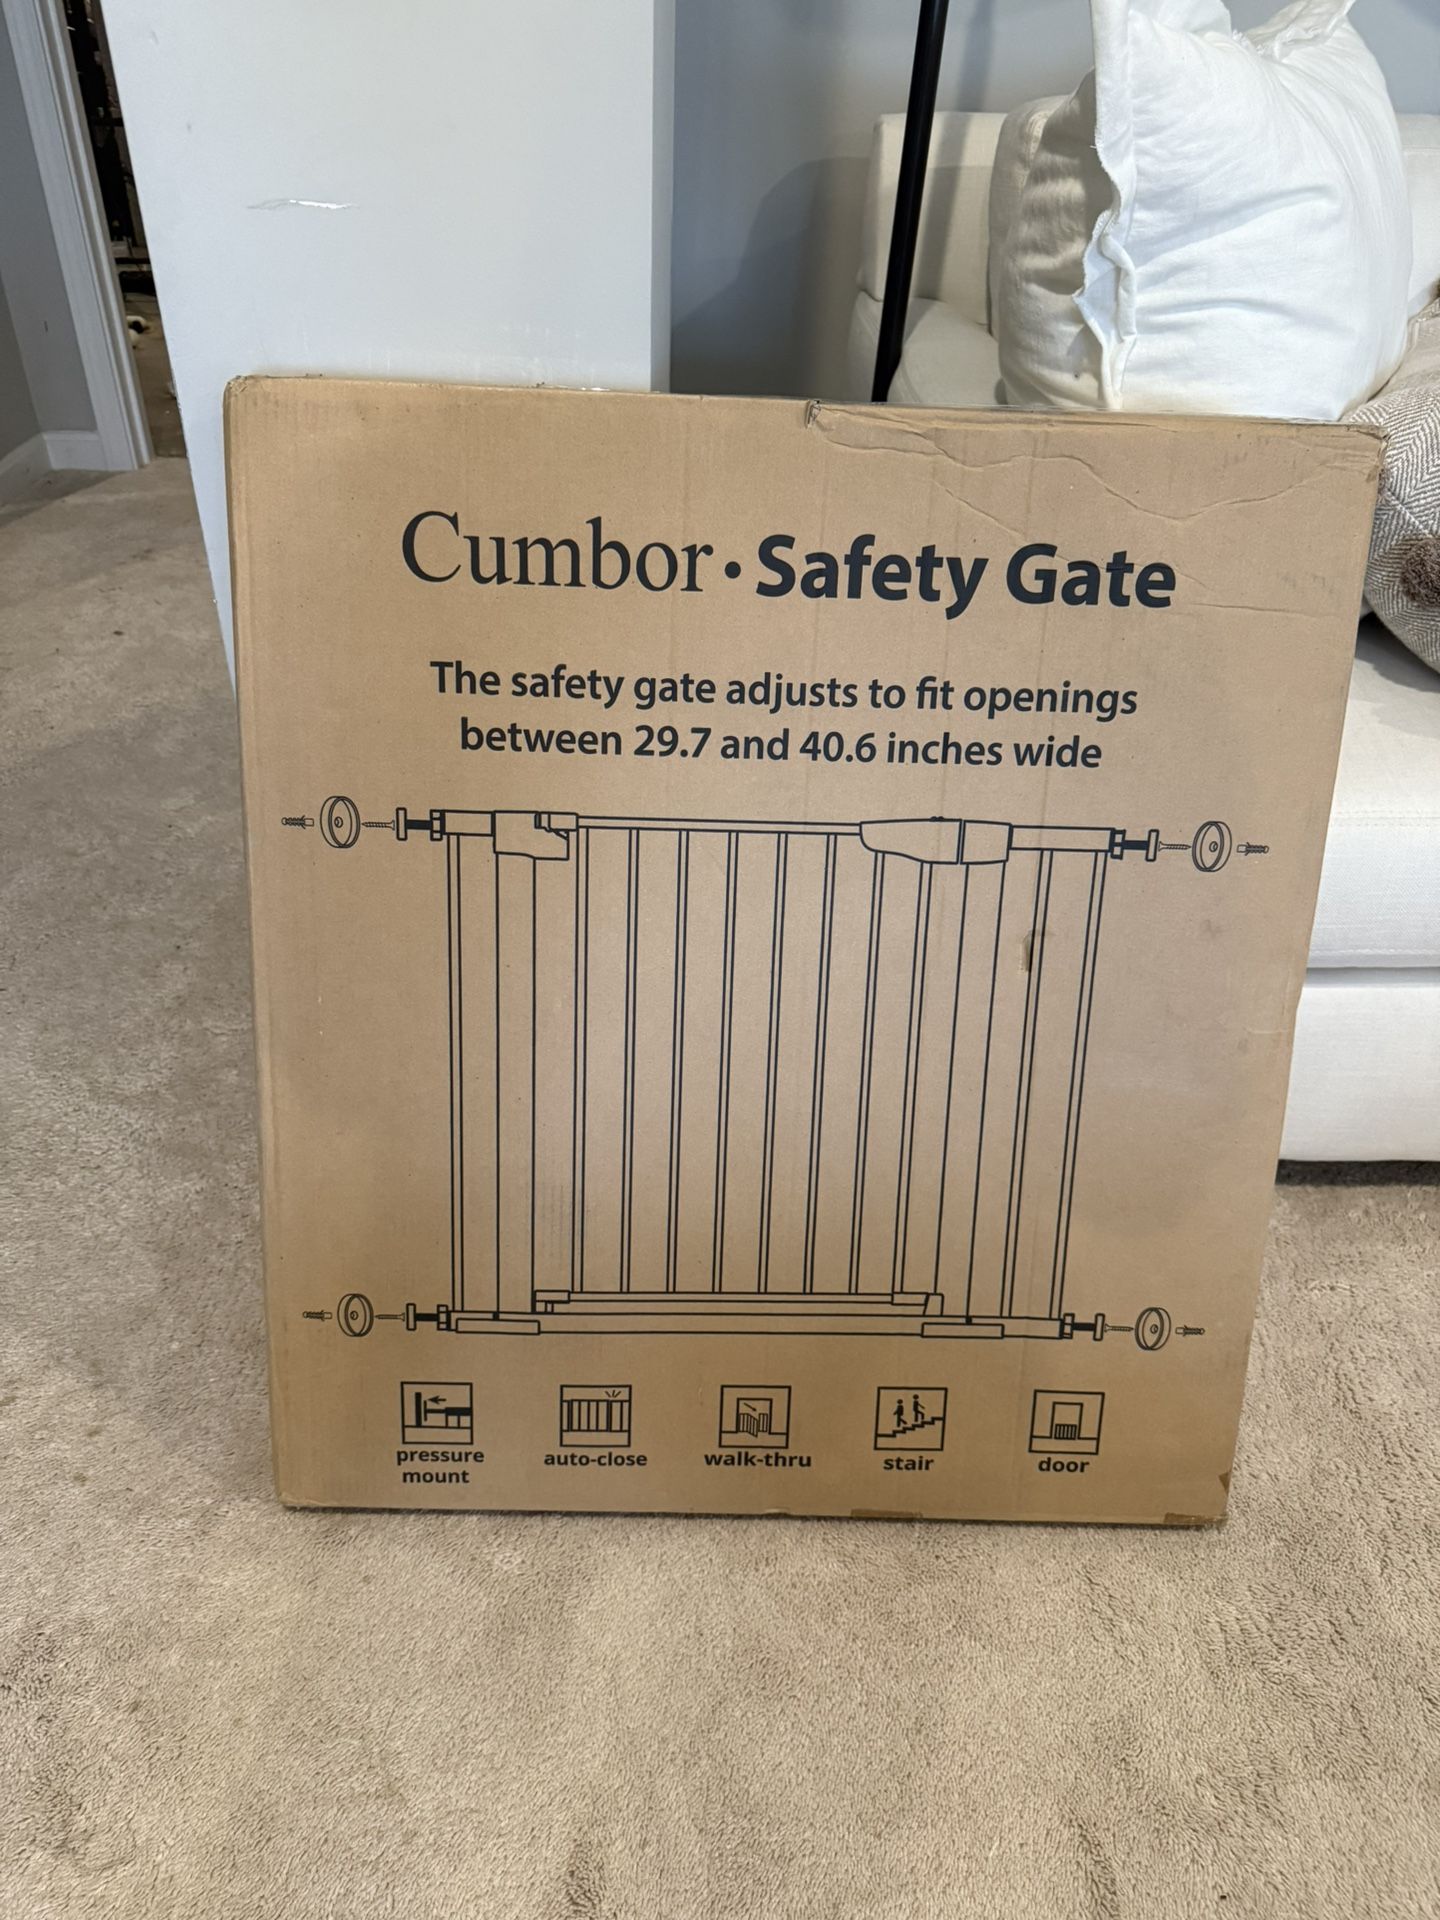 Cumbor · Safety Gate
The safety gate adjusts to fit openings
between 29.7 and 40.6 inches wide
pressure
mount
auto-close
walk-thru
stair
door